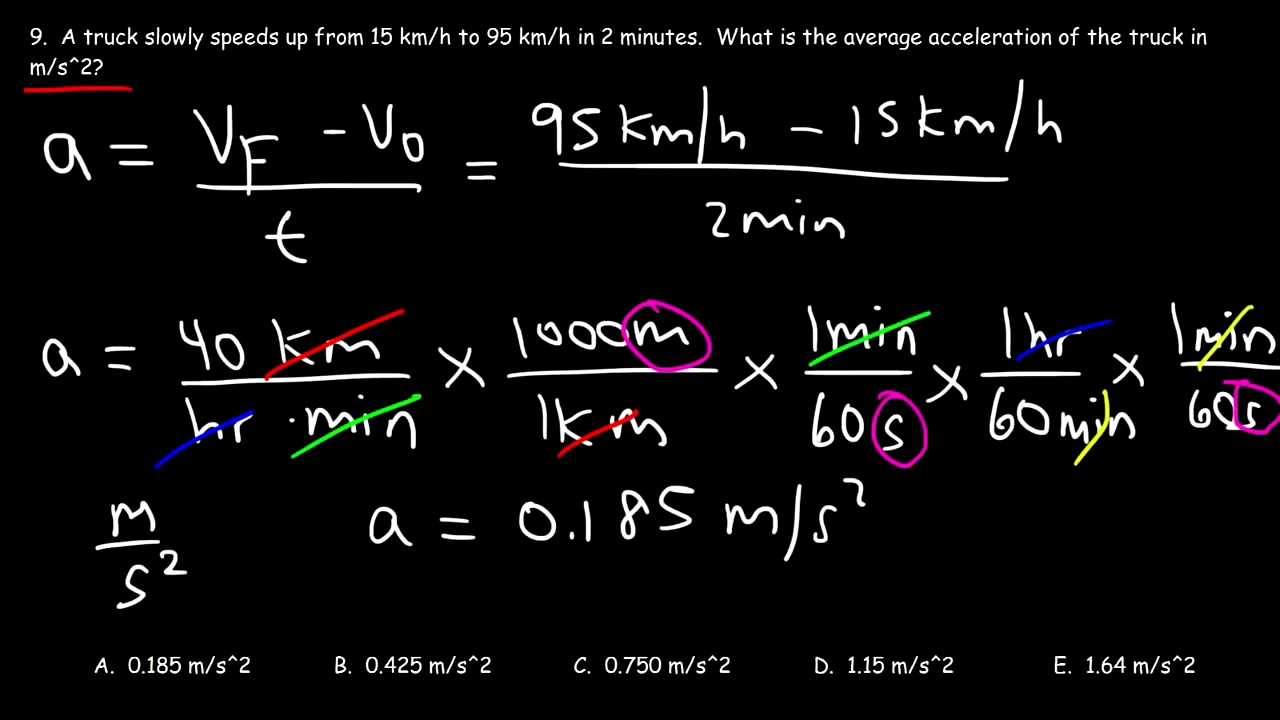 9. A truck slowly speeds up from 15 km/h to 95 km/h in 2 minutes. What is the average acceleration of the truck in
m/s^2?
a = (V_F - V_0) / t = (95 km/h - 15 km/h) / 2 min
a = 40 km / (hr · min) × 1000 m / 1 km × 1 min / 60 s × 1 hr / 60 min × 1 min / 60 s
m / s² a = 0.185 m/s²
A. 0.185 m/s^2 B. 0.425 m/s^2 C. 0.750 m/s^2 D. 1.15 m/s^2 E. 1.64 m/s^2